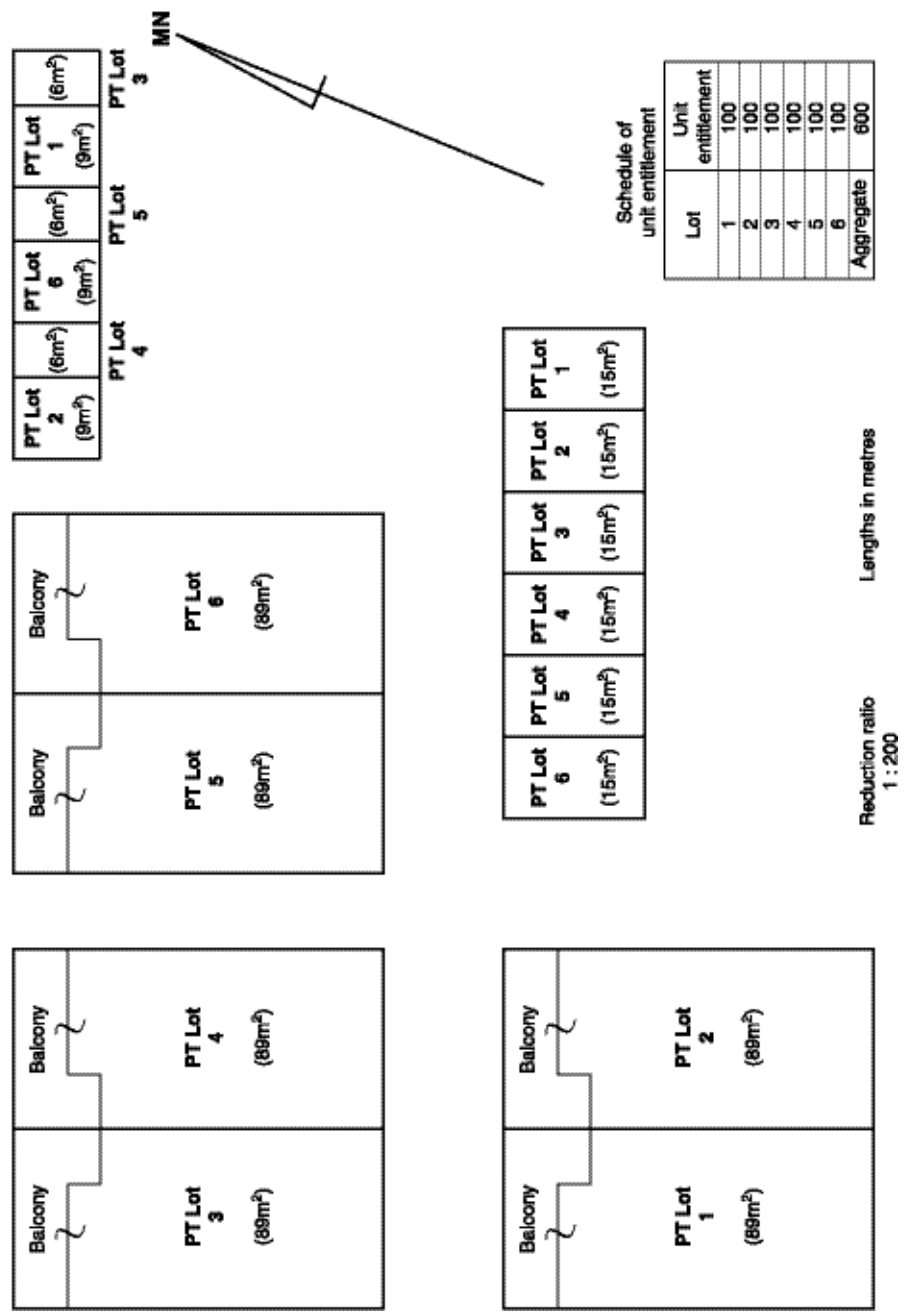 Balcony
Balcony
PT Lot
3
(89m²)
PT Lot
4
(89m²)
Balcony
Balcony
PT Lot
5
(89m²)
PT Lot
6
(89m²)
PT Lot
2
(9m²)
(6m²)
PT Lot
4
PT Lot
6
(9m²)
(6m²)
PT Lot
5
PT Lot
1
(9m²)
(6m²)
PT Lot
3
MN
Balcony
Balcony
PT Lot
1
(89m²)
PT Lot
2
(89m²)
PT Lot
6
(15m²)
PT Lot
5
(15m²)
PT Lot
4
(15m²)
PT Lot
3
(15m²)
PT Lot
2
(15m²)
PT Lot
1
(15m²)
Schedule of
unit entitlement
Lot Unit entitlement
1 100
2 100
3 100
4 100
5 100
6 100
Aggregate 600
Reduction ratio
1 : 200
Lengths in metres